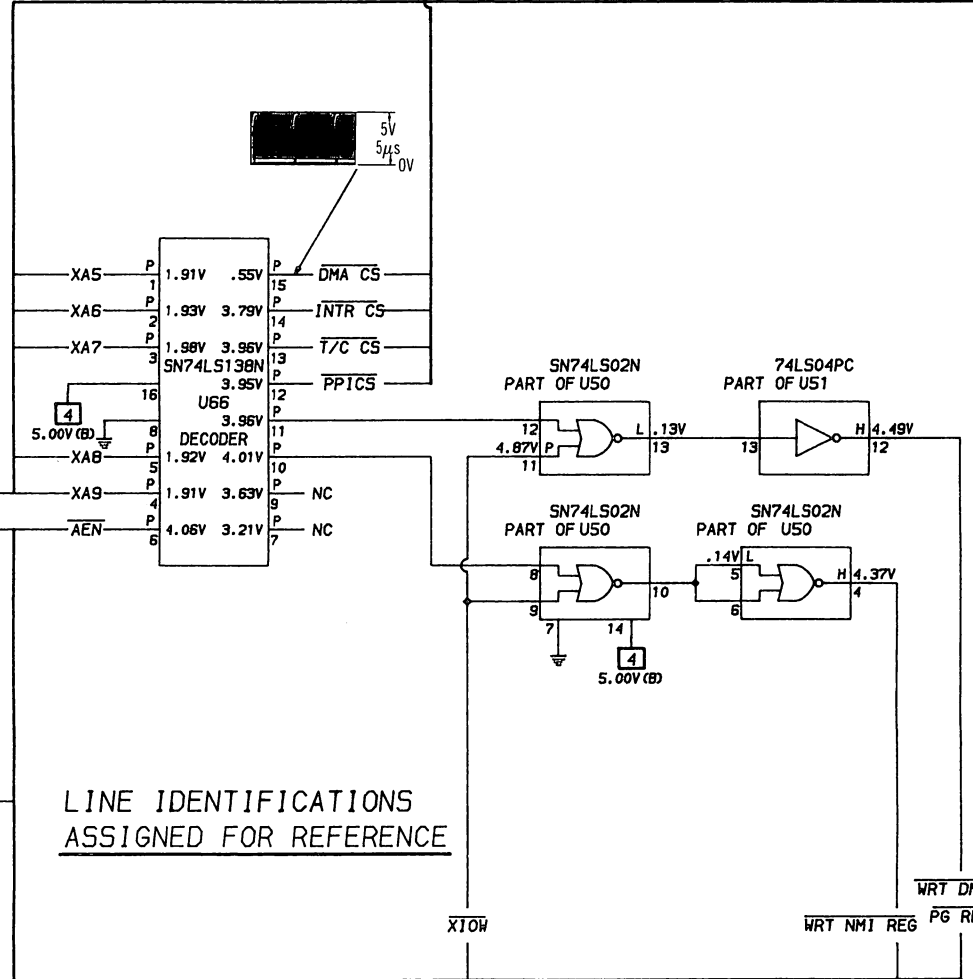 5V
5µs
0V
XA5 P 1 1.91V .55V P 15 DMA CS
XA6 P 2 1.93V 3.79V P 14 INTR CS
XA7 P 3 1.98V 3.96V P 13 T/C CS
SN74LS138N
16 3.95V P 12 PPICS
4
5.00V(B)
U66
8 3.96V P 11
DECODER
XA8 P 5 1.92V 4.01V P 10
XA9 P 4 1.91V 3.63V P 9 NC
AEN P 6 4.06V 3.21V P 7 NC
SN74LS02N
PART OF U50
12 L .13V
4.87V P 13
11
74LS04PC
PART OF U51
13 H 4.49V
12
SN74LS02N
PART OF U50
8
9 10
7 14
4
5.00V(B)
SN74LS02N
PART OF U50
.14V L
5 H 4.37V
6 4
LINE IDENTIFICATIONS
ASSIGNED FOR REFERENCE
XIOW
WRT NMI REG
WRT
PG